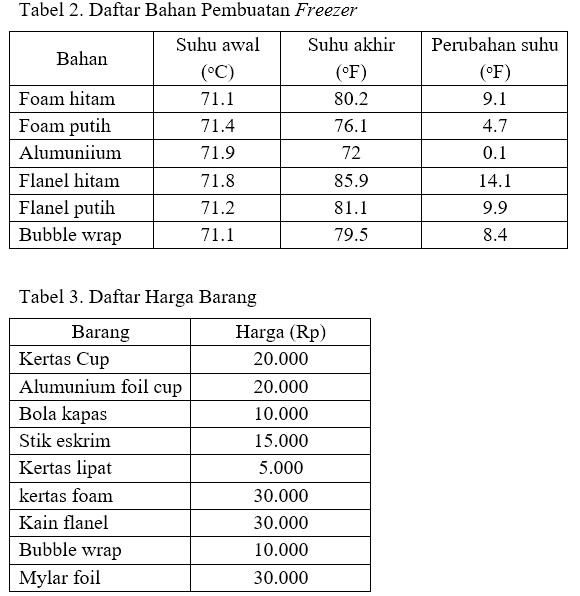 Tabel 2. Daftar Bahan Pembuatan Freezer
Bahan Suhu awal (°C) Suhu akhir (°F) Perubahan suhu (°F)
Foam hitam 71.1 80.2 9.1
Foam putih 71.4 76.1 4.7
Alumuniium 71.9 72 0.1
Flanel hitam 71.8 85.9 14.1
Flanel putih 71.2 81.1 9.9
Bubble wrap 71.1 79.5 8.4
Tabel 3. Daftar Harga Barang
Barang Harga (Rp)
Kertas Cup 20.000
Alumunium foil cup 20.000
Bola kapas 10.000
Stik eskrim 15.000
Kertas lipat 5.000
kertas foam 30.000
Kain flanel 30.000
Bubble wrap 10.000
Mylar foil 30.000